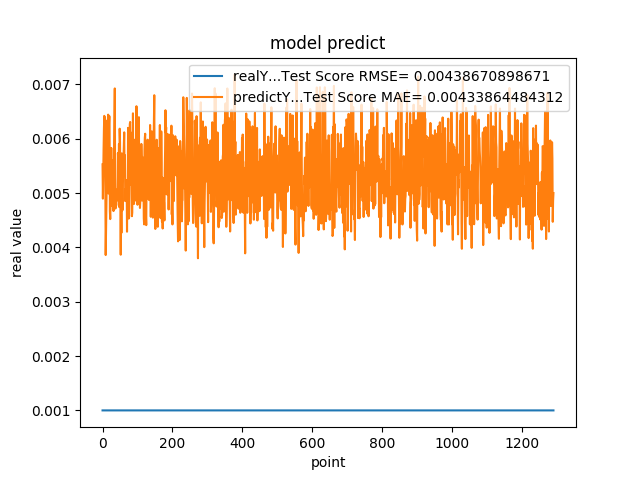 model predict
realY...Test Score RMSE= 0.00438670898671
predictY...Test Score MAE= 0.00433864484312
0.007
0.006
0.005
0.004
0.003
0.002
0.001
real value
0 200 400 600 800 1000 1200
point